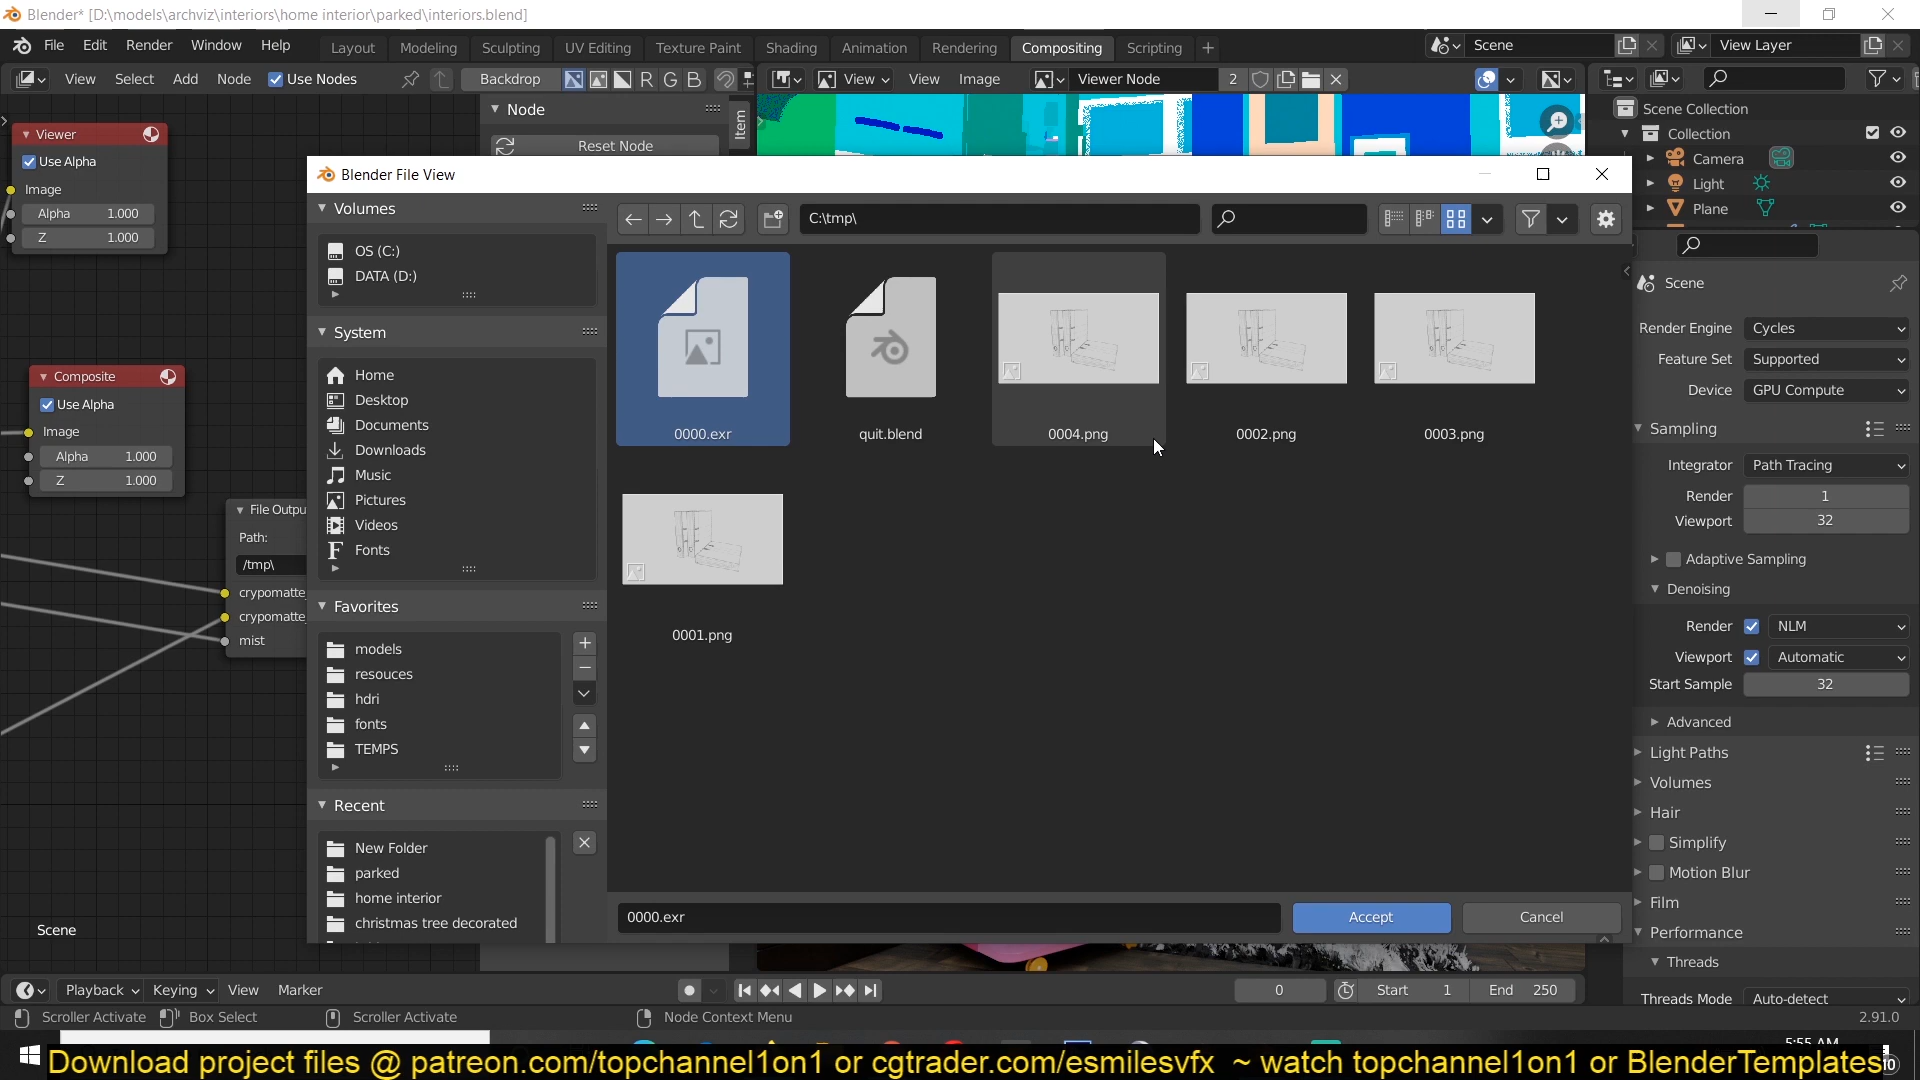 Blender* [D:\models\archviz\interiors\home interior\parked\interiors.blend]
File Edit Render Window Help Layout Modeling Sculpting UV Editing Texture Paint Shading Animation Rendering Compositing Scripting + Scene View Layer
View Select Add Node Use Nodes Backdrop R G B View View Image Viewer Node 2
Node
Item
Reset Node
Viewer
Use Alpha
Image
Alpha 1.000
Z 1.000
Composite
Use Alpha
Image
Alpha 1.000
Z 1.000
File Outpu
Path:
/tmp\
crypomatte
crypomatte
mist
Scene
Blender File View
Volumes
OS (C:)
DATA (D:)
System
Home
Desktop
Documents
Downloads
Music
Pictures
Videos
Fonts
Favorites
models
resouces
hdri
fonts
TEMPS
Recent
New Folder
parked
home interior
christmas tree decorated
C:\tmp\
0000.exr
quit.blend
0004.png
0002.png
0003.png
0001.png
0000.exr
Accept
Cancel
Scene Collection
Collection
Camera
Light
Plane
Scene
Render Engine Cycles
Feature Set Supported
Device GPU Compute
Sampling
Integrator Path Tracing
Render 1
Viewport 32
Adaptive Sampling
Denoising
Render NLM
Viewport Automatic
Start Sample 32
Advanced
Light Paths
Volumes
Hair
Simplify
Motion Blur
Film
Performance
Threads
Threads Mode Auto-detect
Playback Keying View Marker 0 Start 1 End 250
Scroller Activate Box Select Scroller Activate Node Context Menu 2.91.0
5:55 AM
Download project files @ patreon.com/topchannel1on1 or cgtrader.com/esmilesvfx ~ watch topchannel1on1 or BlenderTemplates